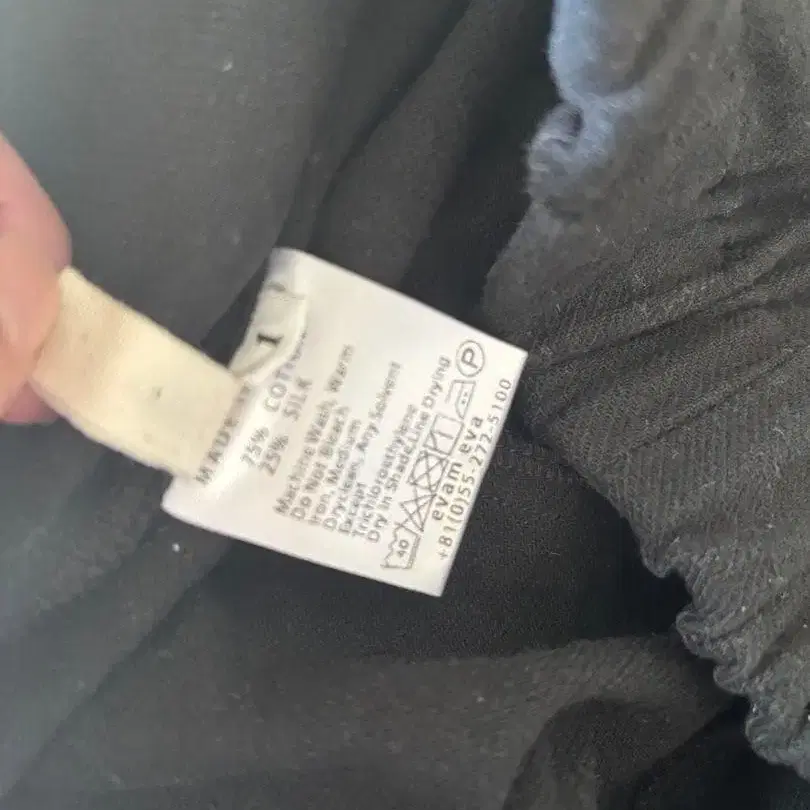 1
MADE
75% COTTON
25% SILK
Machine Wash, Warm
Do Not Bleach
Iron, Medium
Dryclean, Any Solvent
Except
Trichloroethylene
Dry In Shade,Line Drying
40 P
evam eva
+81(0)55-272-5100